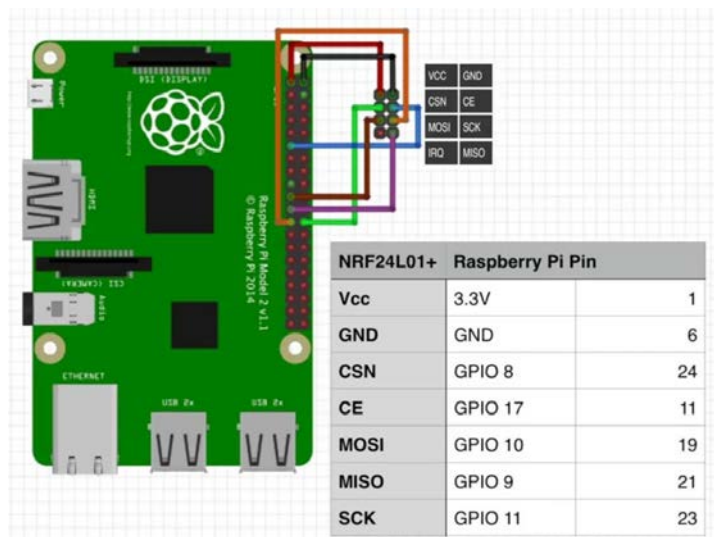 DSI (DISPLAY)
Power
HDMI
Raspberry Pi Model 2 v1.1
© Raspberry Pi 2014
CSI (CAMERA)
Audio
ETHERNET
USB 2x
USB 2x
VCC GND
CSN CE
MOSI SCK
IRQ MISO
NRF24L01+ Raspberry Pi Pin
Vcc 3.3V 1
GND GND 6
CSN GPIO 8 24
CE GPIO 17 11
MOSI GPIO 10 19
MISO GPIO 9 21
SCK GPIO 11 23